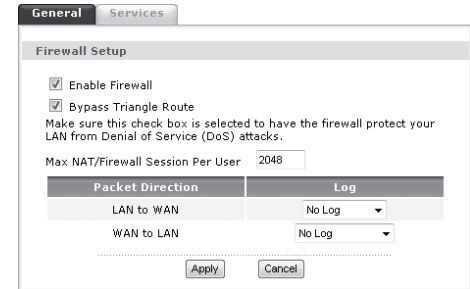 General Services
Firewall Setup
Enable Firewall
Bypass Triangle Route
Make sure this check box is selected to have the firewall protect your
LAN from Denial of Service (DoS) attacks.
Max NAT/Firewall Session Per User 2048
Packet Direction Log
LAN to WAN No Log
WAN to LAN No Log
Apply Cancel